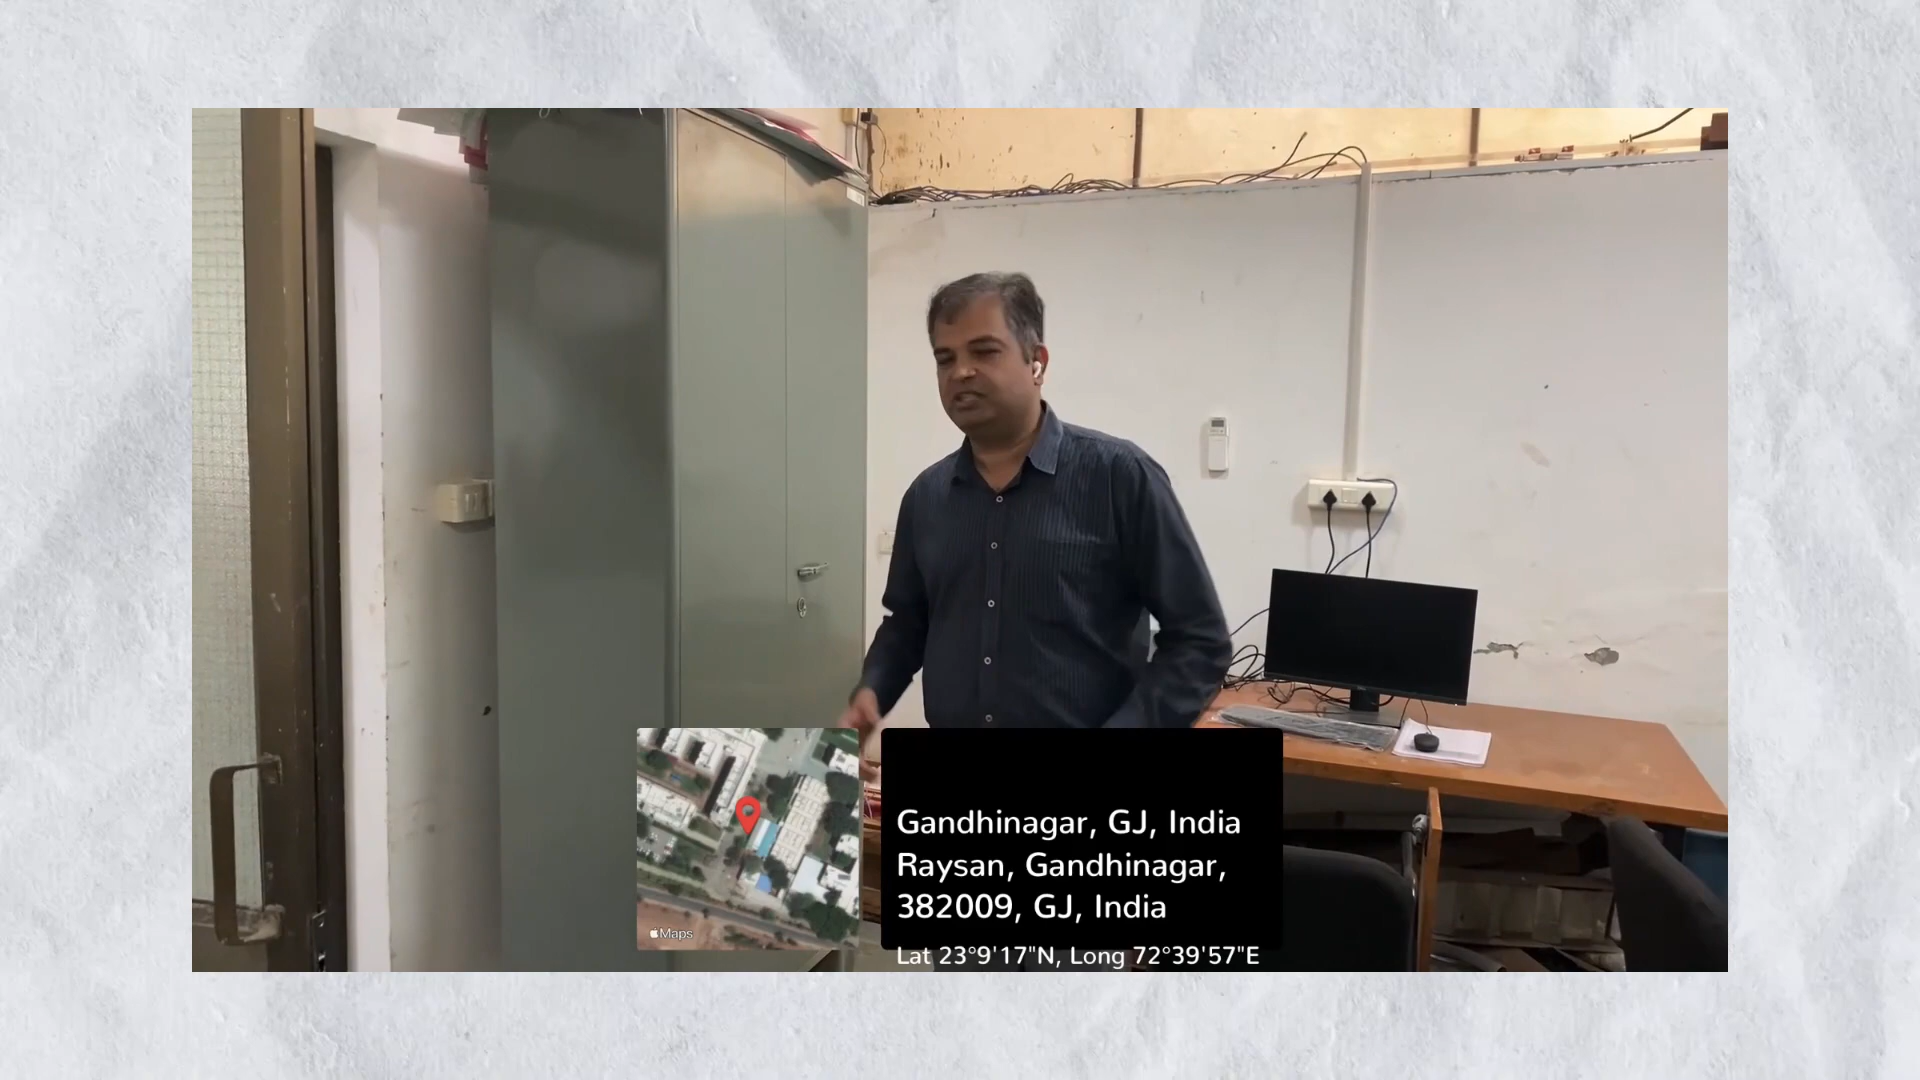 Maps
Gandhinagar, GJ, India
Raysan, Gandhinagar,
382009, GJ, India
Lat 23°9'17"N, Long 72°39'57"E